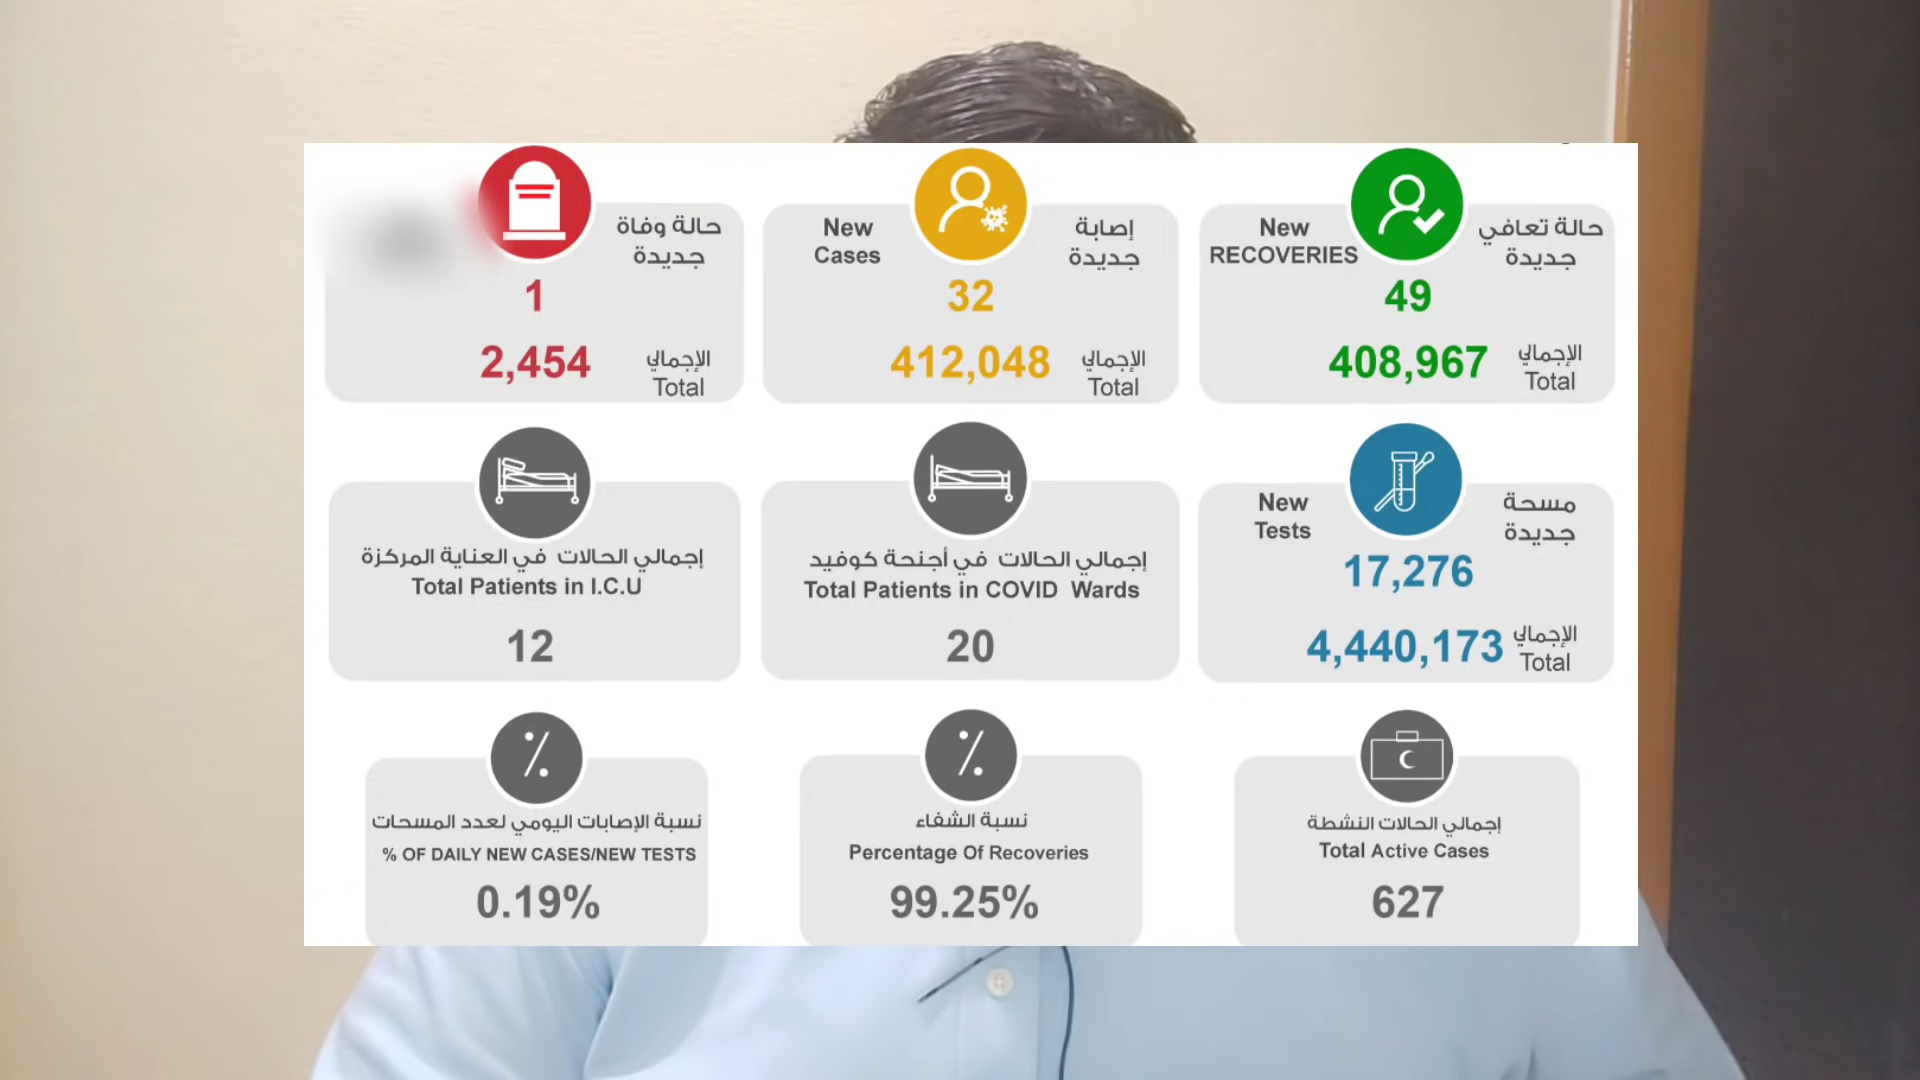 حالة وفاة
جديدة
1
2,454
الإجمالي
Total
New
Cases
إصابة
جديدة
32
412,048
الإجمالي
Total
New
RECOVERIES
حالة تعافي
جديدة
49
408,967
الإجمالي
Total
إجمالي الحالات في العناية المركزة
Total Patients in I.C.U
12
إجمالي الحالات في أجنحة كوفيد
Total Patients in COVID Wards
20
New
Tests
مسحة
جديدة
17,276
4,440,173
الإجمالي
Total
نسبة الإصابات اليومي لعدد المسحات
% OF DAILY NEW CASES/NEW TESTS
0.19%
نسبة الشفاء
Percentage Of Recoveries
99.25%
إجمالي الحالات النشطة
Total Active Cases
627